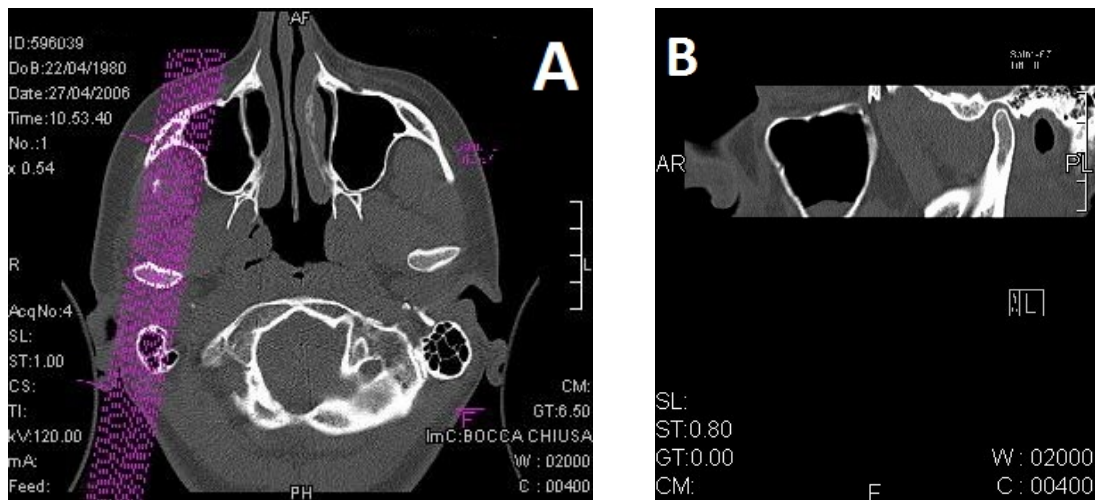 AF
ID:596039
DoB:22/04/1980
Date:27/04/2006
Time:10.53.40
No.:1
x 0.54
A
R
L
AcqNo:4
SL:
ST:1.00
CS:
TI:
kV:120.00
mA:
Feed:
F
CM:
GT:6.50
ImC:BOCCA CHIUSA
W : 02000
C : 00400
PH
B
AR
PL
L
SL:
ST:0.80
GT:0.00
CM:
W : 02000
C : 00400
F